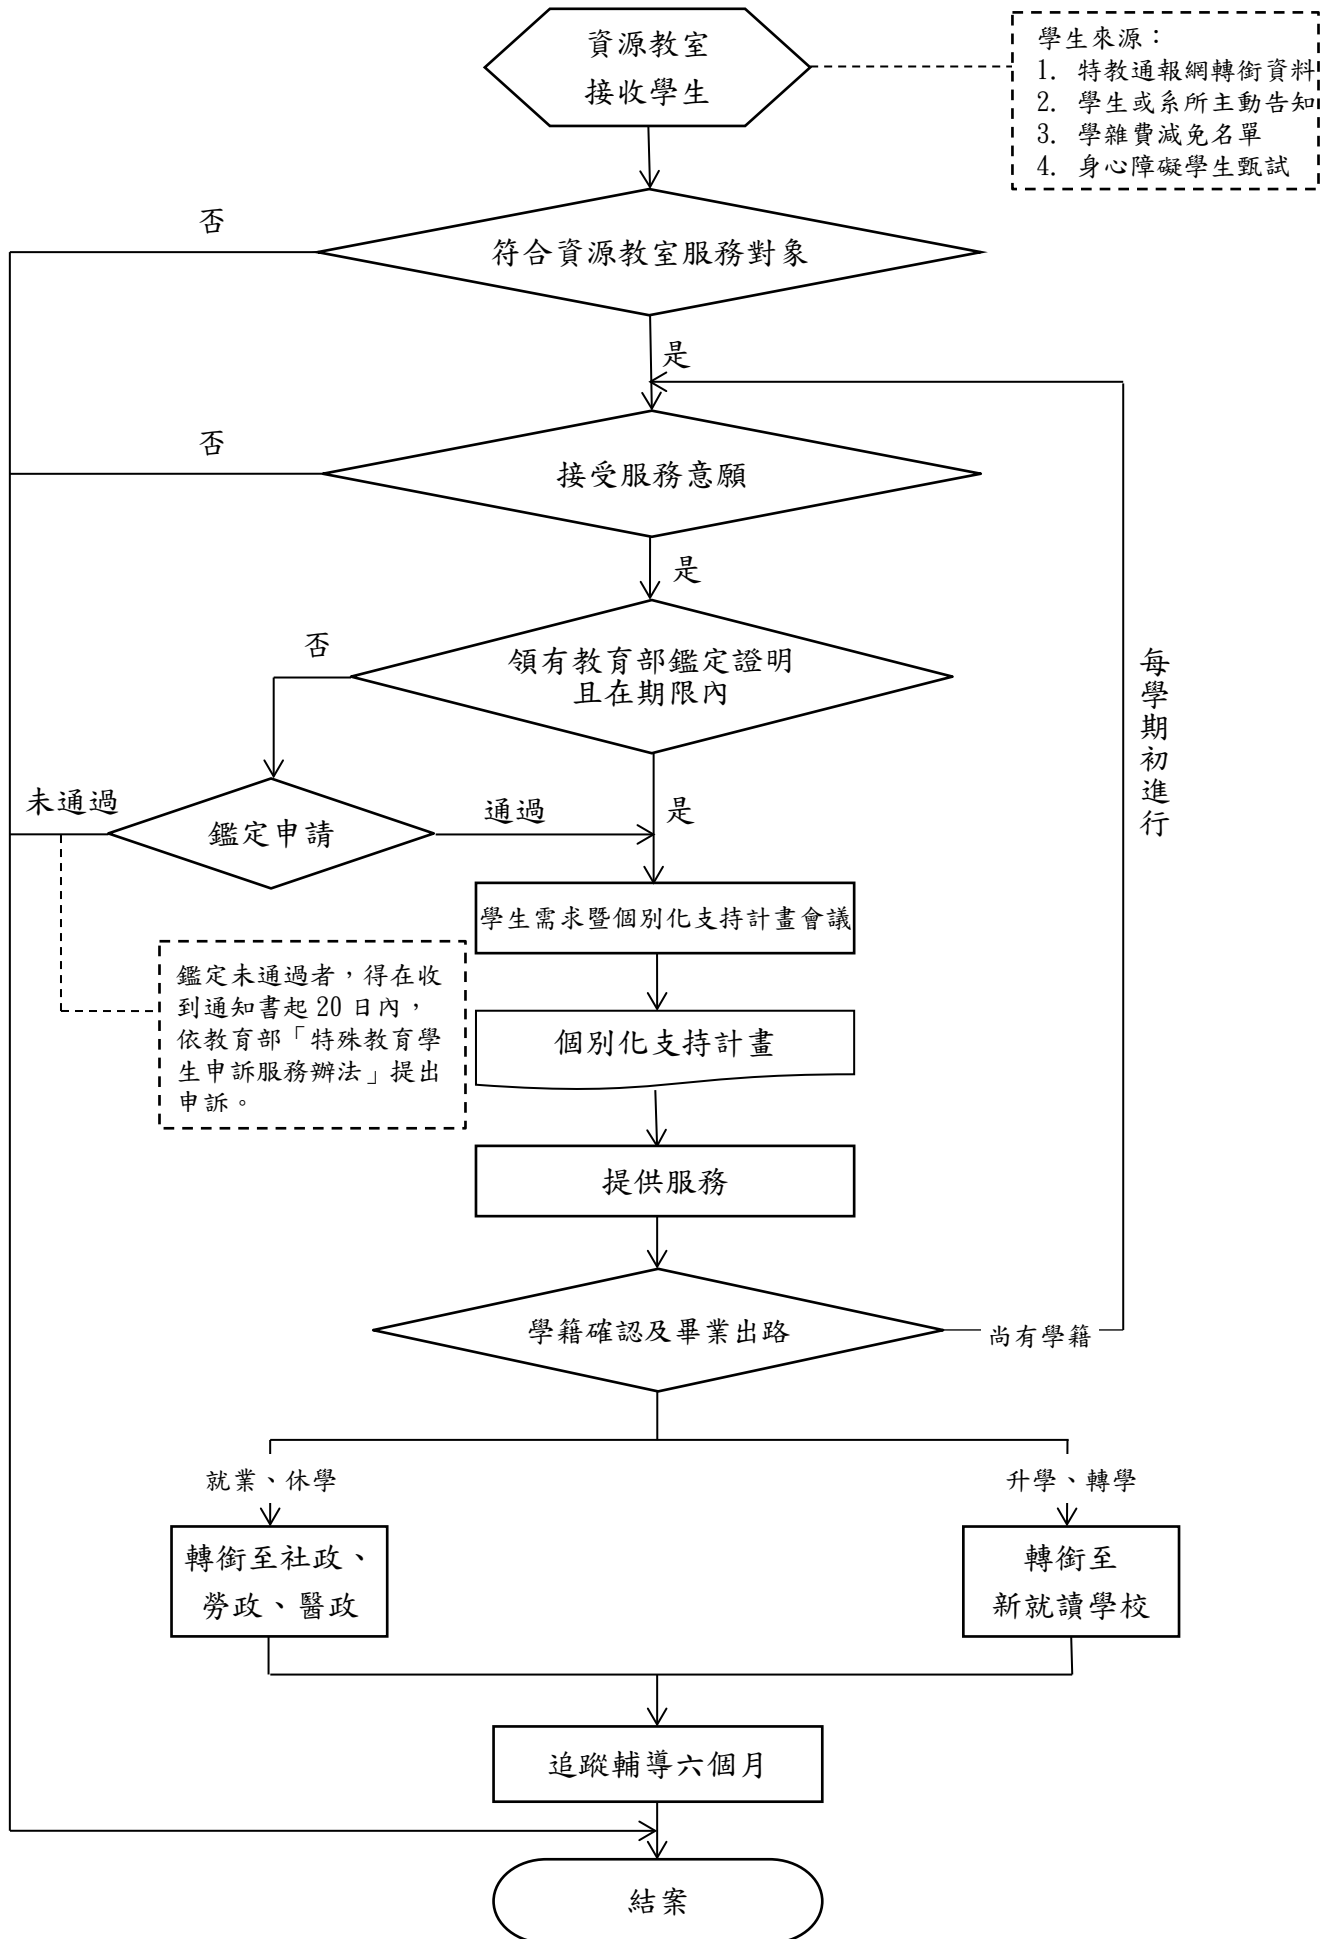 資源教室
接收學生
學生來源：
1. 特教通報網轉銜資料
2. 學生或系所主動告知
3. 學雜費減免名單
4. 身心障礙學生甄試
否
符合資源教室服務對象
是
否
接受服務意願
是
否
領有教育部鑑定證明
且在期限內
每學期初進行
未通過
鑑定申請
通過
是
學生需求暨個別化支持計畫會議
鑑定未通過者，得在收
到通知書起 20 日內，
依教育部「特殊教育學
生申訴服務辦法」提出
申訴。
個別化支持計畫
提供服務
學籍確認及畢業出路
尚有學籍
就業、休學
升學、轉學
轉銜至社政、
勞政、醫政
轉銜至
新就讀學校
追蹤輔導六個月
結案